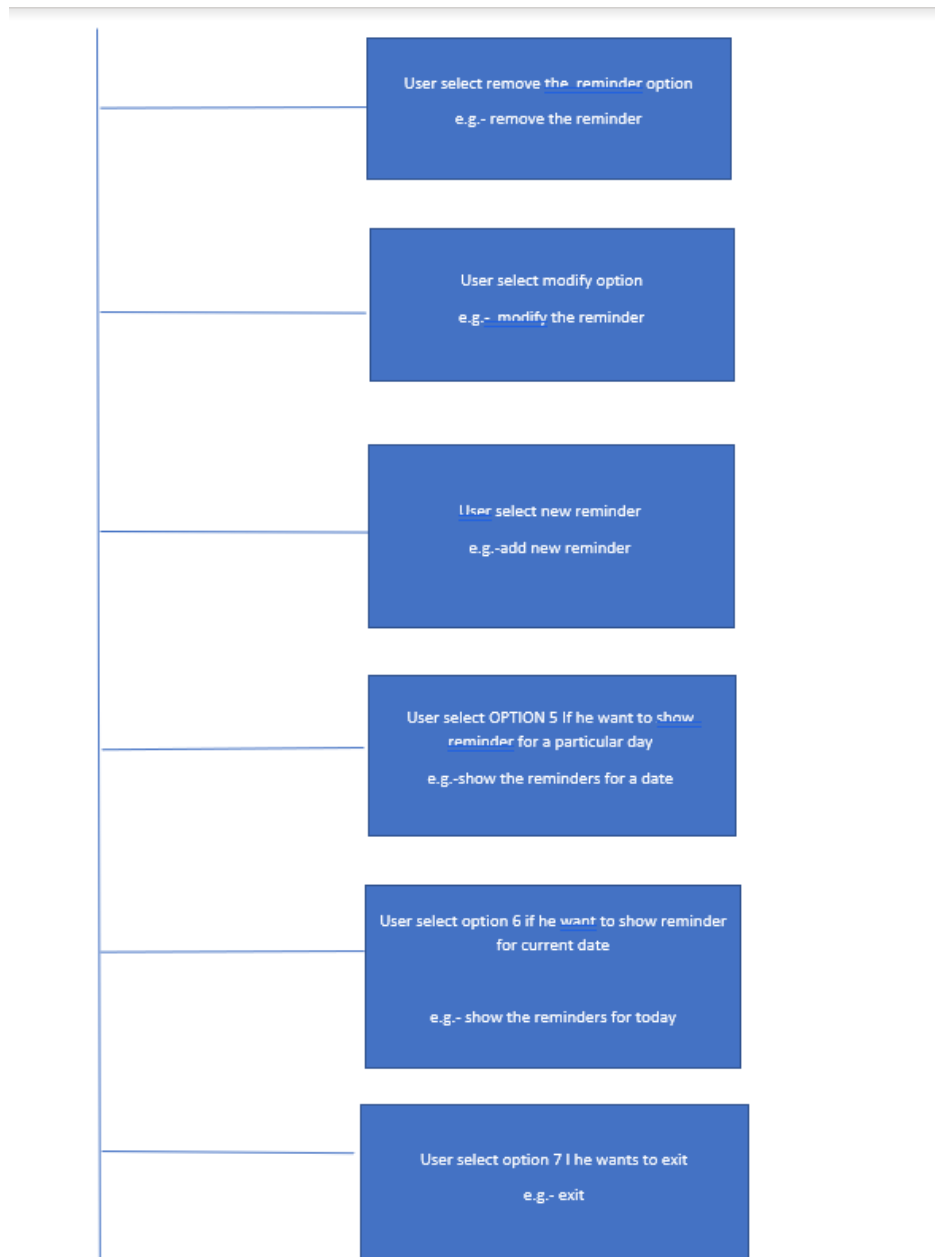 User select remove the  reminder option
e.g.- remove the reminder
User select modify option
e.g.-  modify the reminder
User select new reminder
e.g.-add new reminder
User select OPTION 5 If he want to show
reminder for a particular day
e.g.-show the reminders for a date
User select option 6 if he want to show reminder
for current date
e.g.- show the reminders for today
User select option 7 I he wants to exit
e.g.- exit